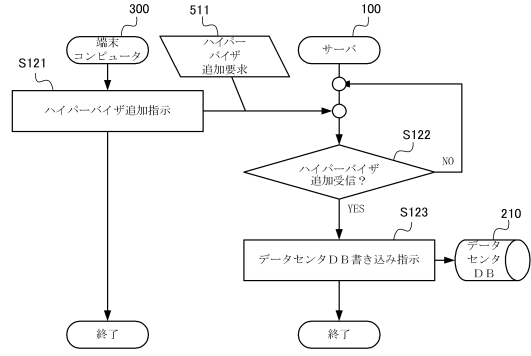 300
端末
コンピュータ
511
ハイパー
バイザ
追加要求
100
サーバ
S121
ハイパーバイザ追加指示
S122
ハイパーバイザ
追加受信？
NO
YES
S123
データセンタＤＢ書き込み指示
210
データ
センタ
ＤＢ
終了
終了